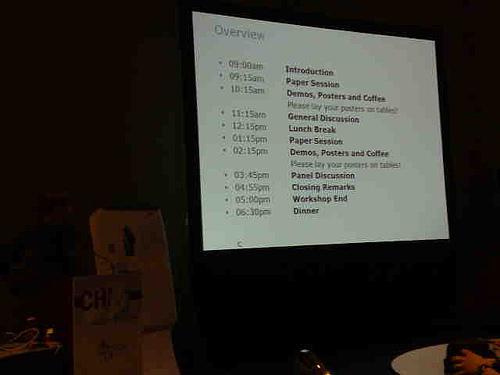 Overview
• 09:00am Introduction
• 09:15am Paper Session
• 10:15am Demos, Posters and Coffee
Please lay your posters on tables!
• 11:15am General Discussion
• 12:15pm Lunch Break
• 01:15pm Paper Session
• 02:15pm Demos, Posters and Coffee
Please lay your posters on tables!
• 03:45pm Panel Discussion
• 04:55pm Closing Remarks
• 05:00pm Workshop End
• 06:30pm Dinner
CHI